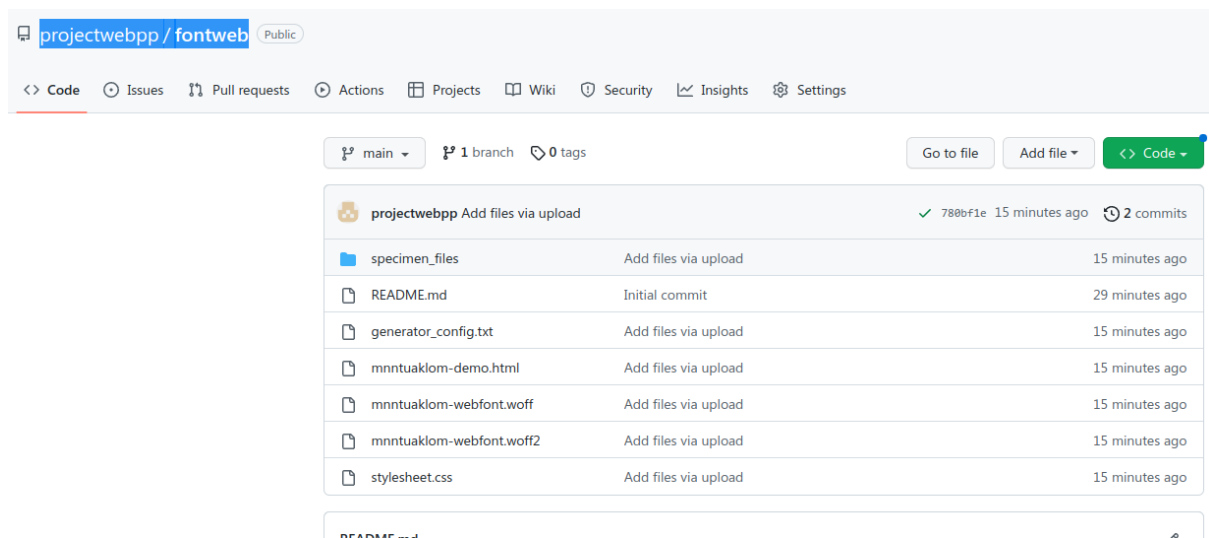 projectwebpp / fontweb Public
<> Code Issues Pull requests Actions Projects Wiki Security Insights Settings
main 1 branch 0 tags Go to file Add file <> Code
projectwebpp Add files via upload 780bf1e 15 minutes ago 2 commits
specimen_files Add files via upload 15 minutes ago
README.md Initial commit 29 minutes ago
generator_config.txt Add files via upload 15 minutes ago
mnntuaklom-demo.html Add files via upload 15 minutes ago
mnntuaklom-webfont.woff Add files via upload 15 minutes ago
mnntuaklom-webfont.woff2 Add files via upload 15 minutes ago
stylesheet.css Add files via upload 15 minutes ago
README.md